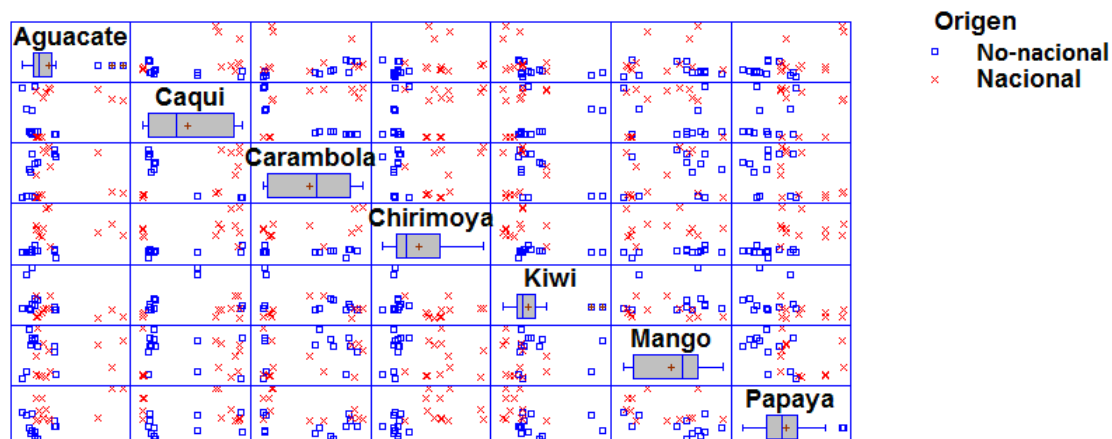 Origen
No-nacional
Nacional
Aguacate
Caqui
Carambola
Chirimoya
Kiwi
Mango
Papaya